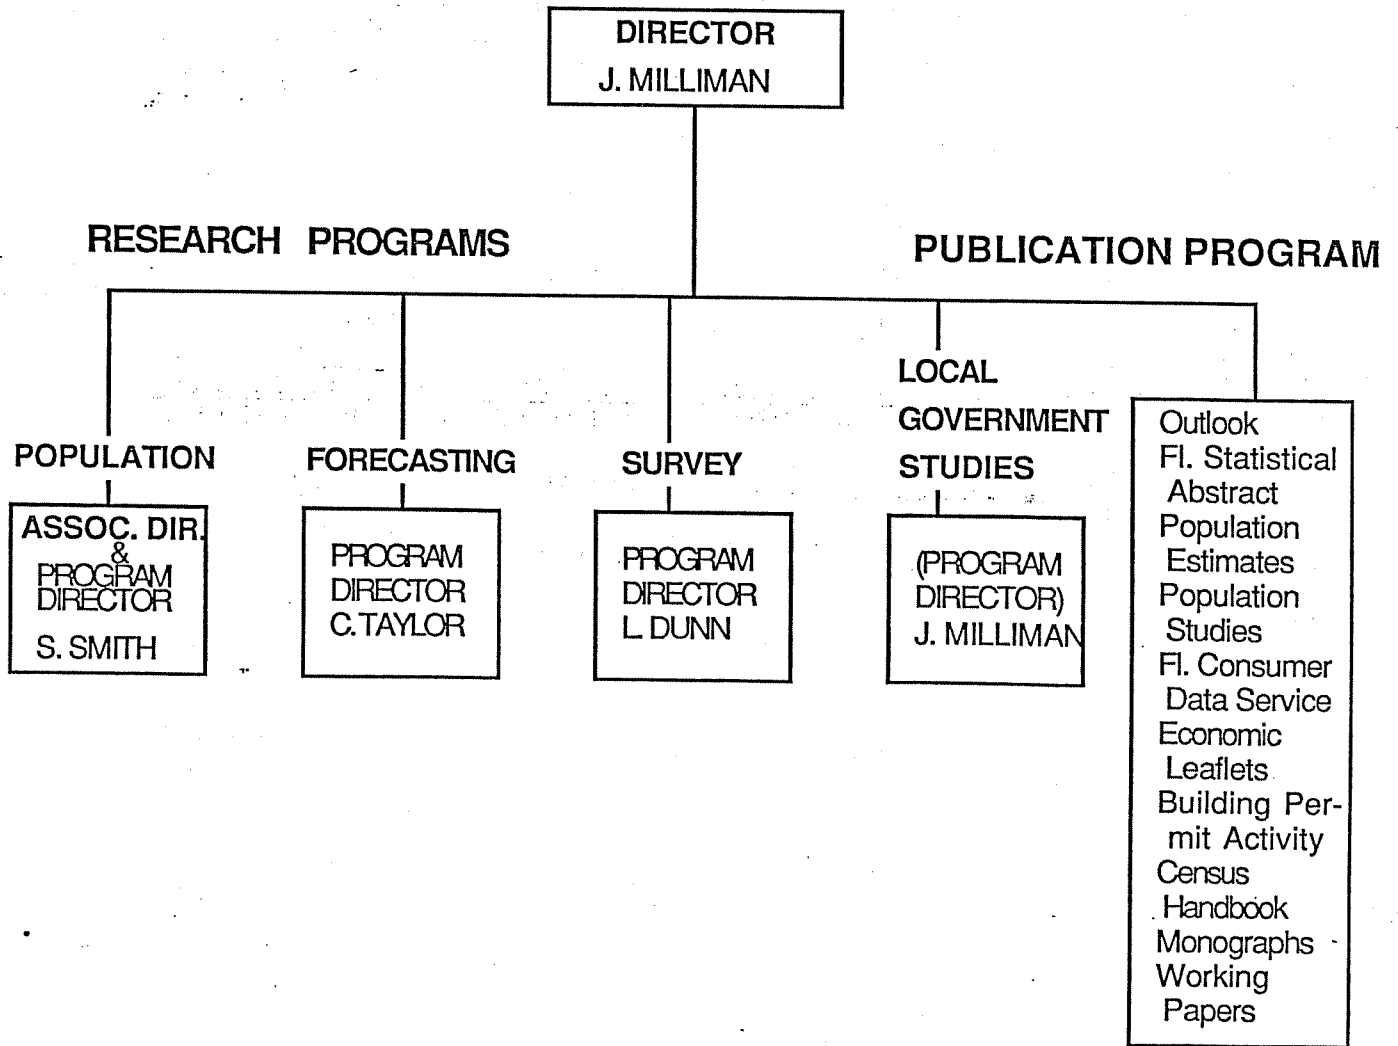 DIRECTOR
J. MILLIMAN
RESEARCH PROGRAMS
PUBLICATION PROGRAM
POPULATION
ASSOC. DIR.
&
PROGRAM
DIRECTOR
S. SMITH
FORECASTING
PROGRAM
DIRECTOR
C. TAYLOR
SURVEY
PROGRAM
DIRECTOR
L. DUNN
LOCAL
GOVERNMENT
STUDIES
(PROGRAM
DIRECTOR)
J. MILLIMAN
Outlook
Fl. Statistical
Abstract
Population
Estimates
Population
Studies
Fl. Consumer
Data Service
Economic
Leaflets
Building Per-
mit Activity
Census
Handbook
Monographs
Working
Papers